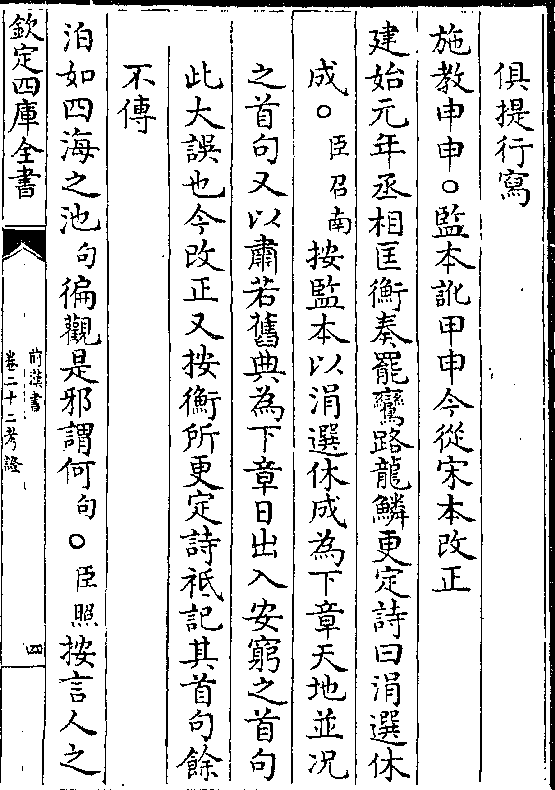 俱提行寫
施教申申○監本訛甲申今從宋本改正
建始元年丞相匡衡奏罷鸞路龍鱗更定詩曰涓選休
成○臣召南按監本以涓選休成為下章天地並况
之首句又以肅若舊典為下章日出入安窮之首句
此大誤也今改正又按衡所更定詩祇記其首句餘
不傳
泊如四海之池句徧觀是邪謂何句○臣照按言人之
欽定四庫全書
前漢書
卷二十二考證
四